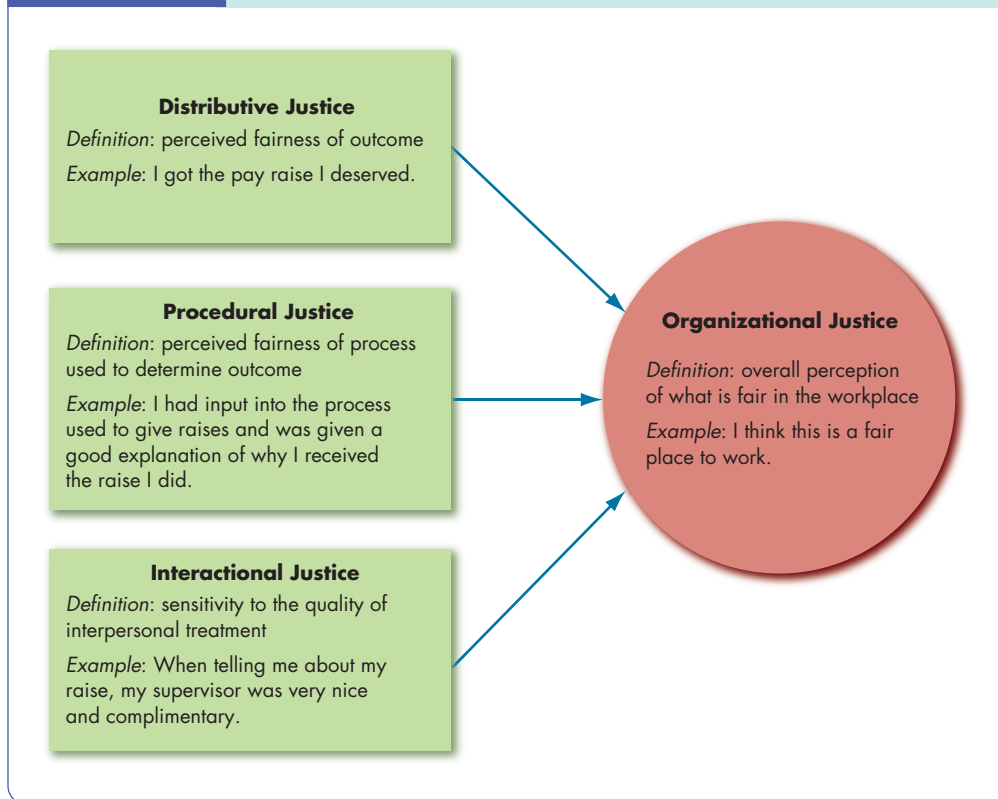 Distributive Justice
Definition: perceived fairness of outcome
Example: I got the pay raise I deserved.
Procedural Justice
Definition: perceived fairness of process
used to determine outcome
Example: I had input into the process
used to give raises and was given a
good explanation of why I received
the raise I did.
Interactional Justice
Definition: sensitivity to the quality of
interpersonal treatment
Example: When telling me about my
raise, my supervisor was very nice
and complimentary.
Organizational Justice
Definition: overall perception
of what is fair in the workplace
Example: I think this is a fair
place to work.